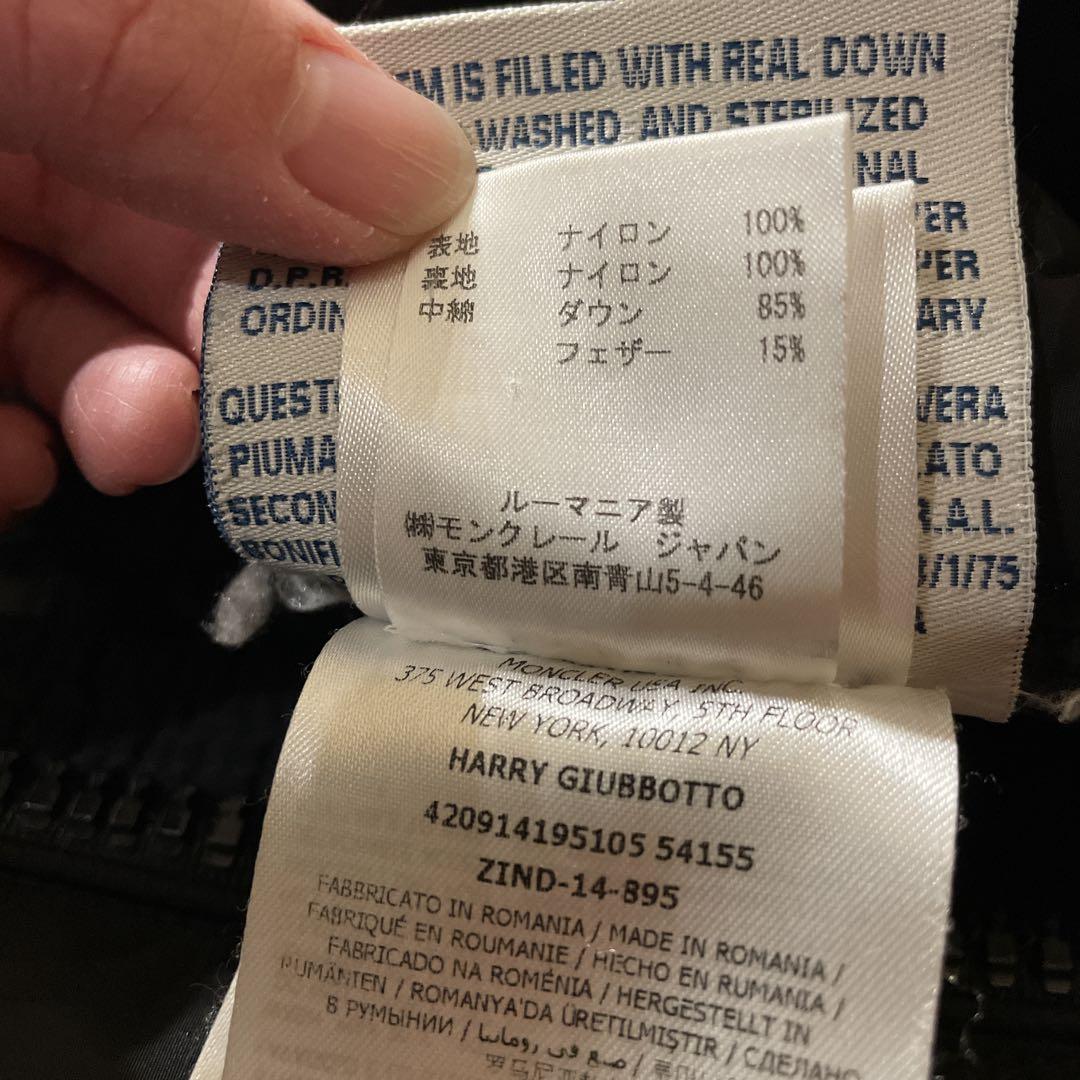 EM IS FILLED WITH REAL DOWN
WASHED AND STERILIZED
NAL
PER
D.P.R. PER
ORDIN ARY
QUEST VERA
PIUMA ATO
SECON R.A.L.
BONIFI 1/75
表地 ナイロン 100%
裏地 ナイロン 100%
中綿 ダウン 85%
フェザー 15%
ルーマニア製
㈱モンクレール ジャパン
東京都港区南青山5-4-46
MONCLER USA INC.
375 WEST BROADWAY, 5TH FLOOR
NEW YORK, 10012 NY
HARRY GIUBBOTTO
420914195105 54155
ZIND-14-895
FABBRICATO IN ROMANIA / MADE IN ROMANIA /
FABRIQUÉ EN ROUMANIE / HECHO EN RUMANIA /
FABRICADO NA ROMÉNIA / HERGESTELLT IN
RUMÄNTEN / ROMANYA'DA ÜRETILMIŞTIR / СДЕЛАНО
В РУМЫНИИ / صنع في رومانيا /